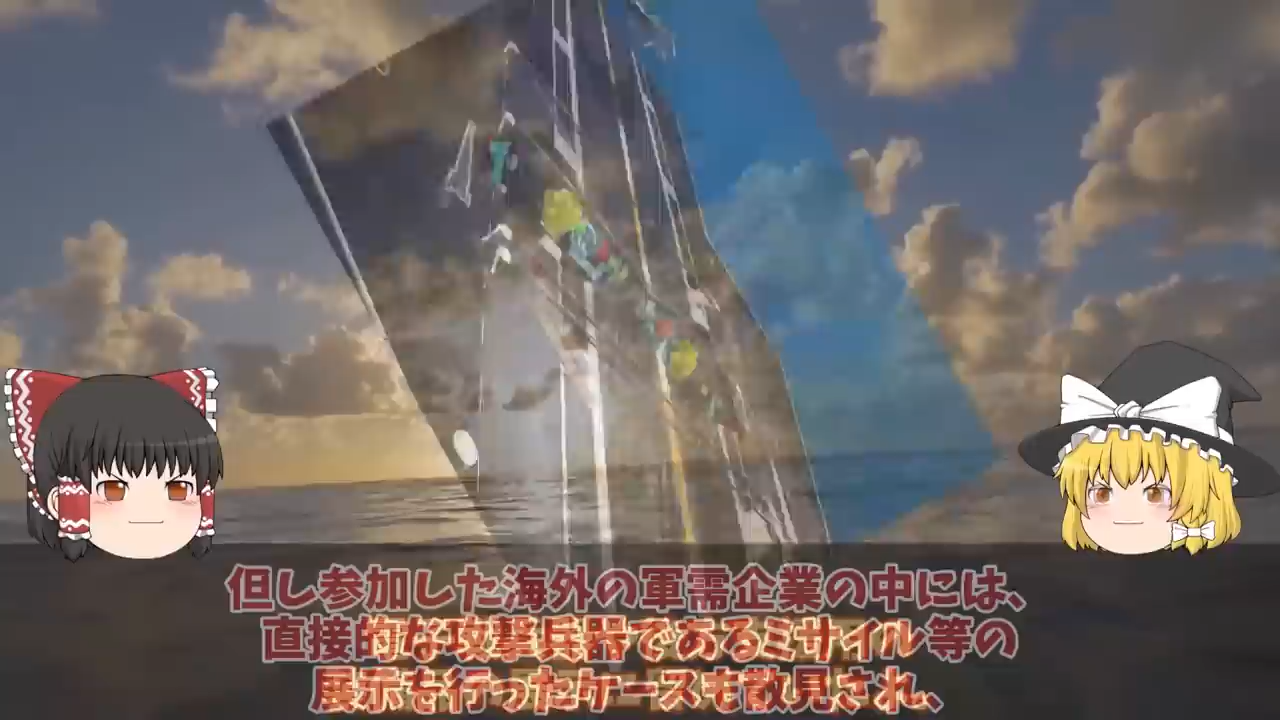 但し参加した海外の軍需企業の中には、
直接的な攻撃兵器であるミサイル等の
展示を行ったケースも散見され、